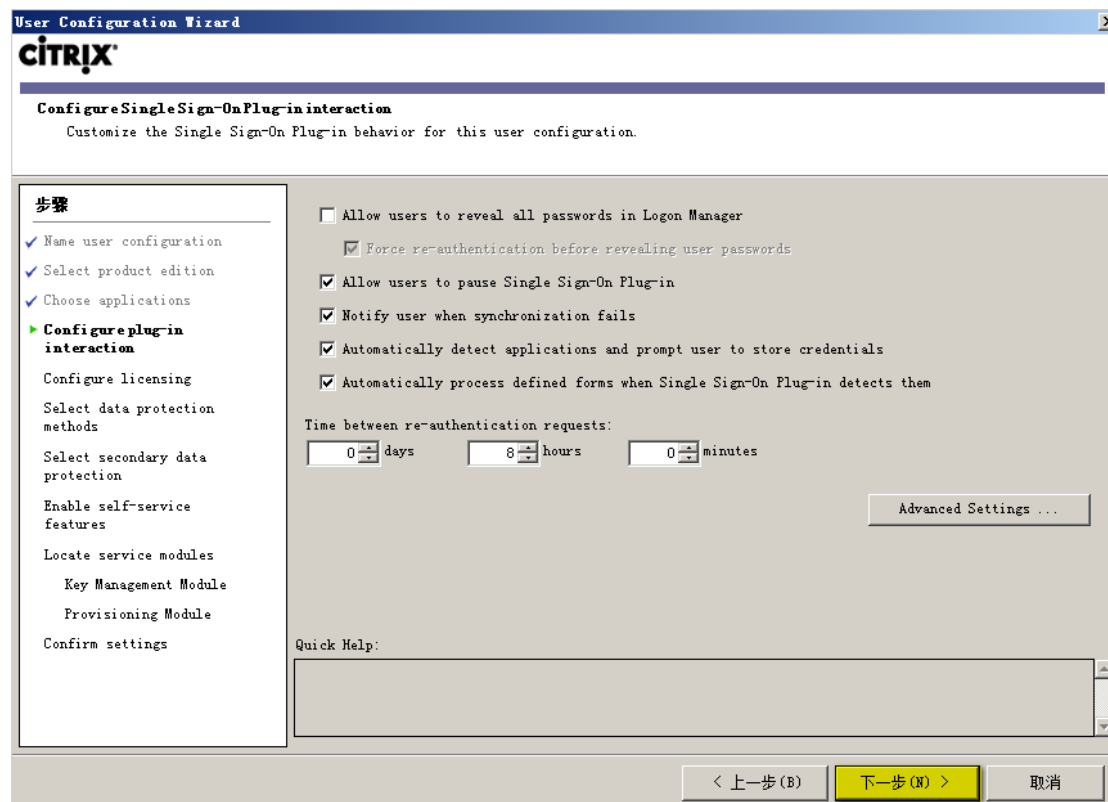 User Configuration Wizard
CİTRIX®
Configure Single Sign-On Plug-in interaction
Customize the Single Sign-On Plug-in behavior for this user configuration.
步骤
Name user configuration
Select product edition
Choose applications
Configure plug-in
interaction
Configure licensing
Select data protection
methods
Select secondary data
protection
Enable self-service
features
Locate service modules
Key Management Module
Provisioning Module
Confirm settings
Allow users to reveal all passwords in Logon Manager
Force re-authentication before revealing user passwords
Allow users to pause Single Sign-On Plug-in
Notify user when synchronization fails
Automatically detect applications and prompt user to store credentials
Automatically process defined forms when Single Sign-On Plug-in detects them
Time between re-authentication requests:
0 days 8 hours 0 minutes
Advanced Settings ...
Quick Help:
< 上一步(B) 下一步(N) > 取消